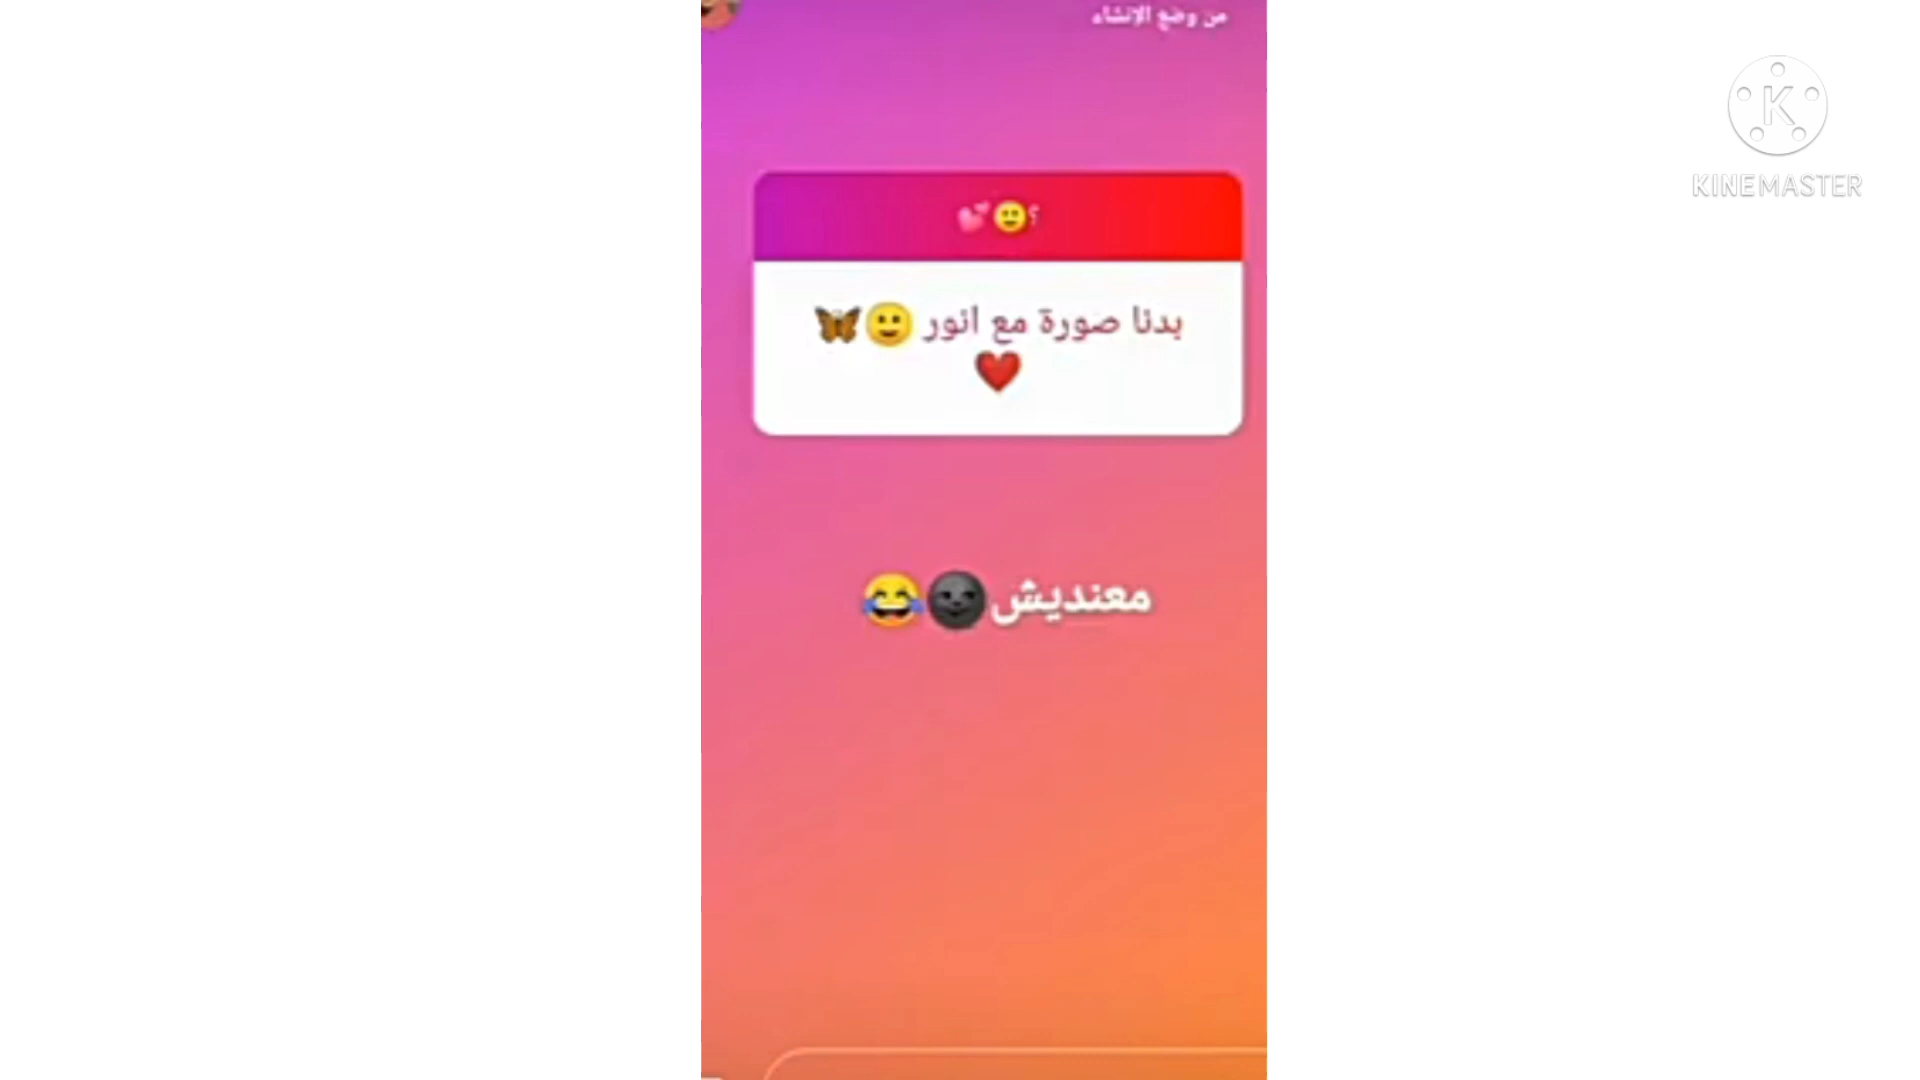 من وضع الإنشاء
؟🙂💕
بدنا صورة مع انور 🙂🦋
❤️
معنديش🌚😂
K
KINEMASTER